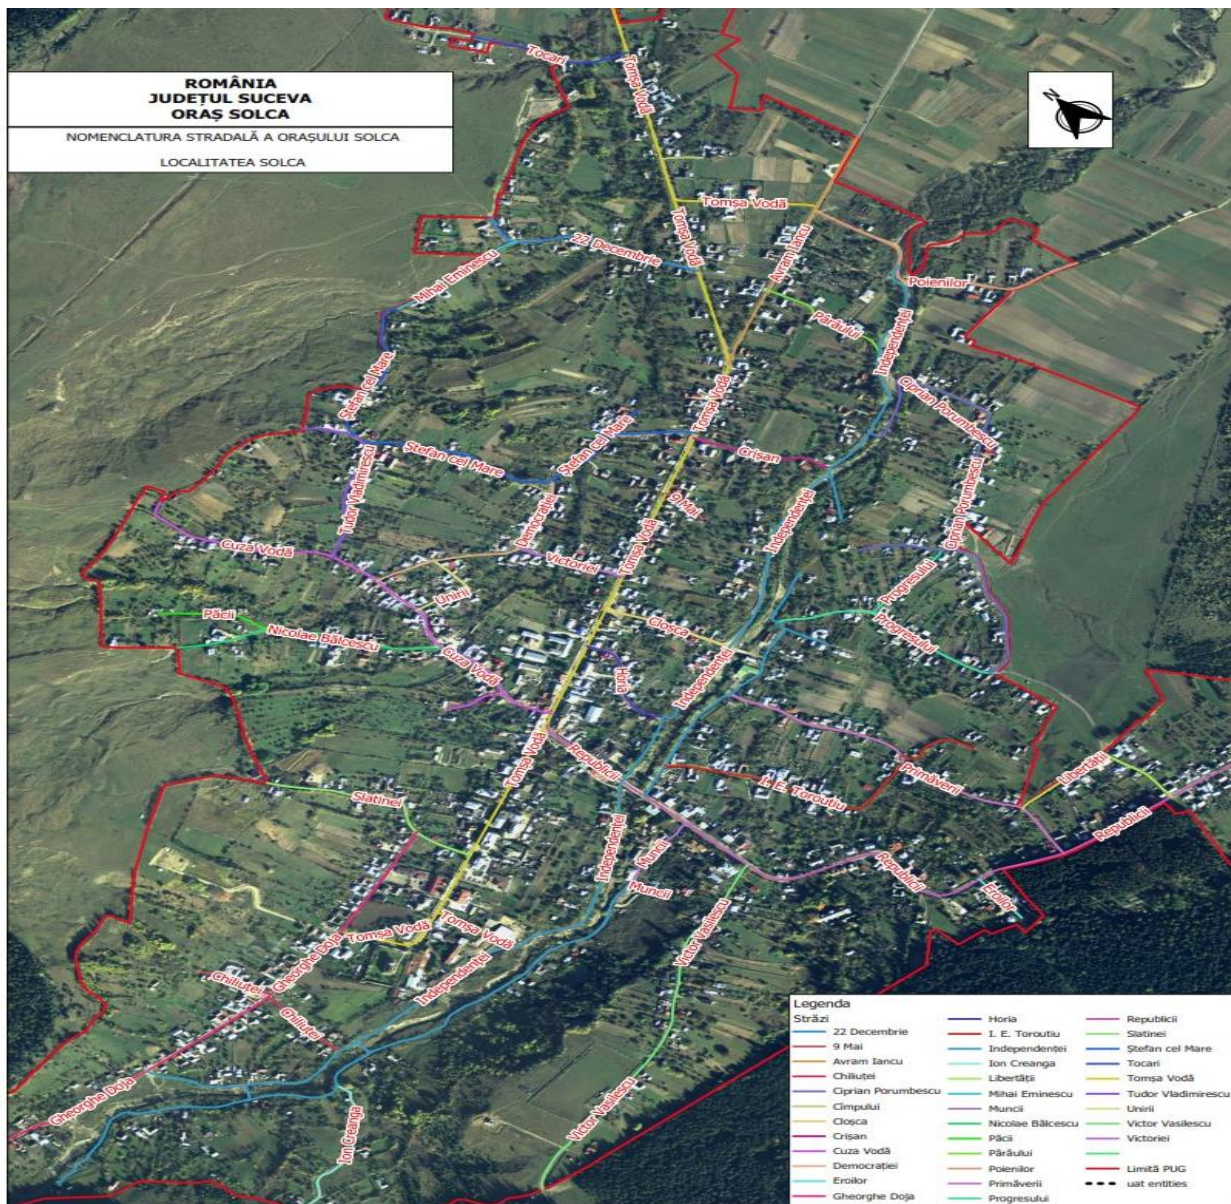 ROMÂNIA
JUDEȚUL SUCEVA
ORAȘ SOLCA
NOMENCLATURA STRADALĂ A ORAȘULUI SOLCA
LOCALITATEA SOLCA
N
Tocari
Tomșa Vodă
Tomșa Vodă
Tomșa Vodă
22 Decembrie
Avram Iancu
Mihai Eminescu
Poienilor
Pârâului
Independenței
Ștefan cel Mare
Ciprian Porumbescu
Tomșa Vodă
Ștefan cel Mare
Ștefan cel Mare
Crișan
Tudor Vladimirescu
Ciprian Porumbescu
9 Mai
Independenței
Democrației
Cuza Vodă
Victoriei
Tomșa Vodă
Progresului
Unirii
Păcii
Nicolae Bălcescu
Cloșca
Progresului
Cuza Vodă
Horia
Independenței
Tomșa Vodă
Republicii
Primăverii
Libertății
I. E. Toroutiu
Slatinei
Republicii
Independenței
Muncii
Muncii
Republicii
Eroilor
Victor Vasilescu
Tomșa Vodă
Tomșa Vodă
Gheorghe Doja
Independenței
Chiliuței
Chiliuței
Gheorghe Doja
Ion Creanga
Victor Vasilescu
Legenda
Străzi
22 Decembrie
9 Mai
Avram Iancu
Chiliuței
Ciprian Porumbescu
Cîmpului
Cloșca
Crișan
Cuza Vodă
Democrației
Eroilor
Gheorghe Doja
Horia
I. E. Toroutiu
Independenței
Ion Creanga
Libertății
Mihai Eminescu
Muncii
Nicolae Bălcescu
Păcii
Pârâului
Poienilor
Primăverii
Progresului
Republicii
Slatinei
Ștefan cel Mare
Tocari
Tomșa Vodă
Tudor Vladimirescu
Unirii
Victor Vasilescu
Victoriei
Limită PUG
uat entities